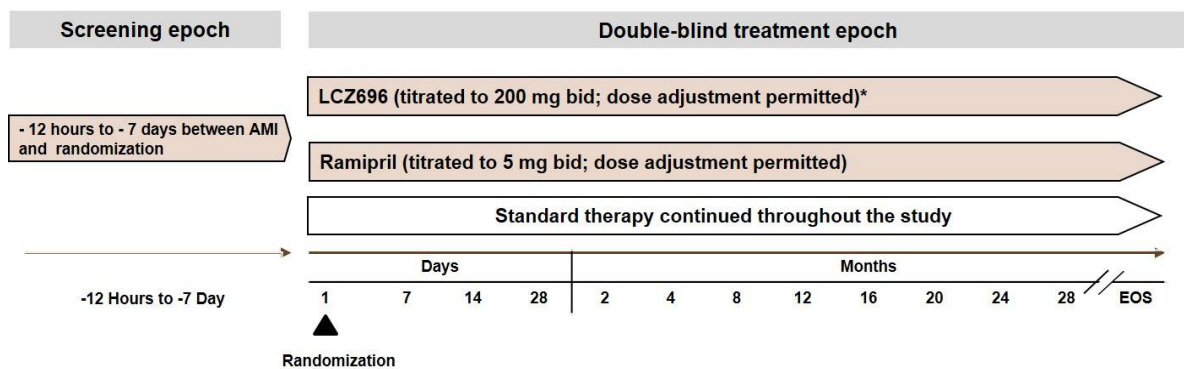 Screening epoch
Double-blind treatment epoch
LCZ696 (titrated to 200 mg bid; dose adjustment permitted)*
- 12 hours to - 7 days between AMI
and randomization
Ramipril (titrated to 5 mg bid; dose adjustment permitted)
Standard therapy continued throughout the study
Days
Months
-12 Hours to -7 Day
1 7 14 28 2 4 8 12 16 20 24 28 EOS
Randomization